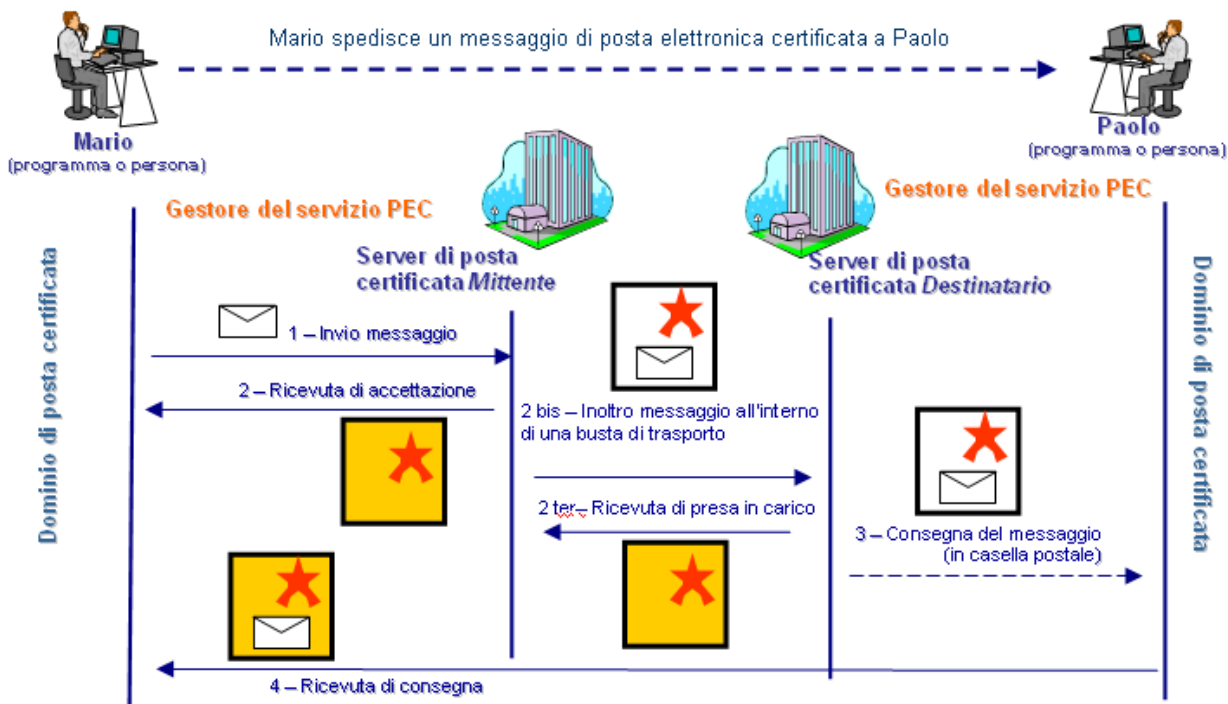 Mario spedisce un messaggio di posta elettronica certificata a Paolo
Mario
(programma o persona)
Paolo
(programma o persona)
Gestore del servizio PEC
Gestore del servizio PEC
Server di posta
certificata Mittente
Server di posta
certificata Destinatario
Dominio di posta certificata
Dominio di posta certificata
1 – Invio messaggio
2 – Ricevuta di accettazione
2 bis – Inoltro messaggio all'interno
di una busta di trasporto
2 ter – Ricevuta di presa in carico
3 – Consegna del messaggio
(in casella postale)
4 – Ricevuta di consegna